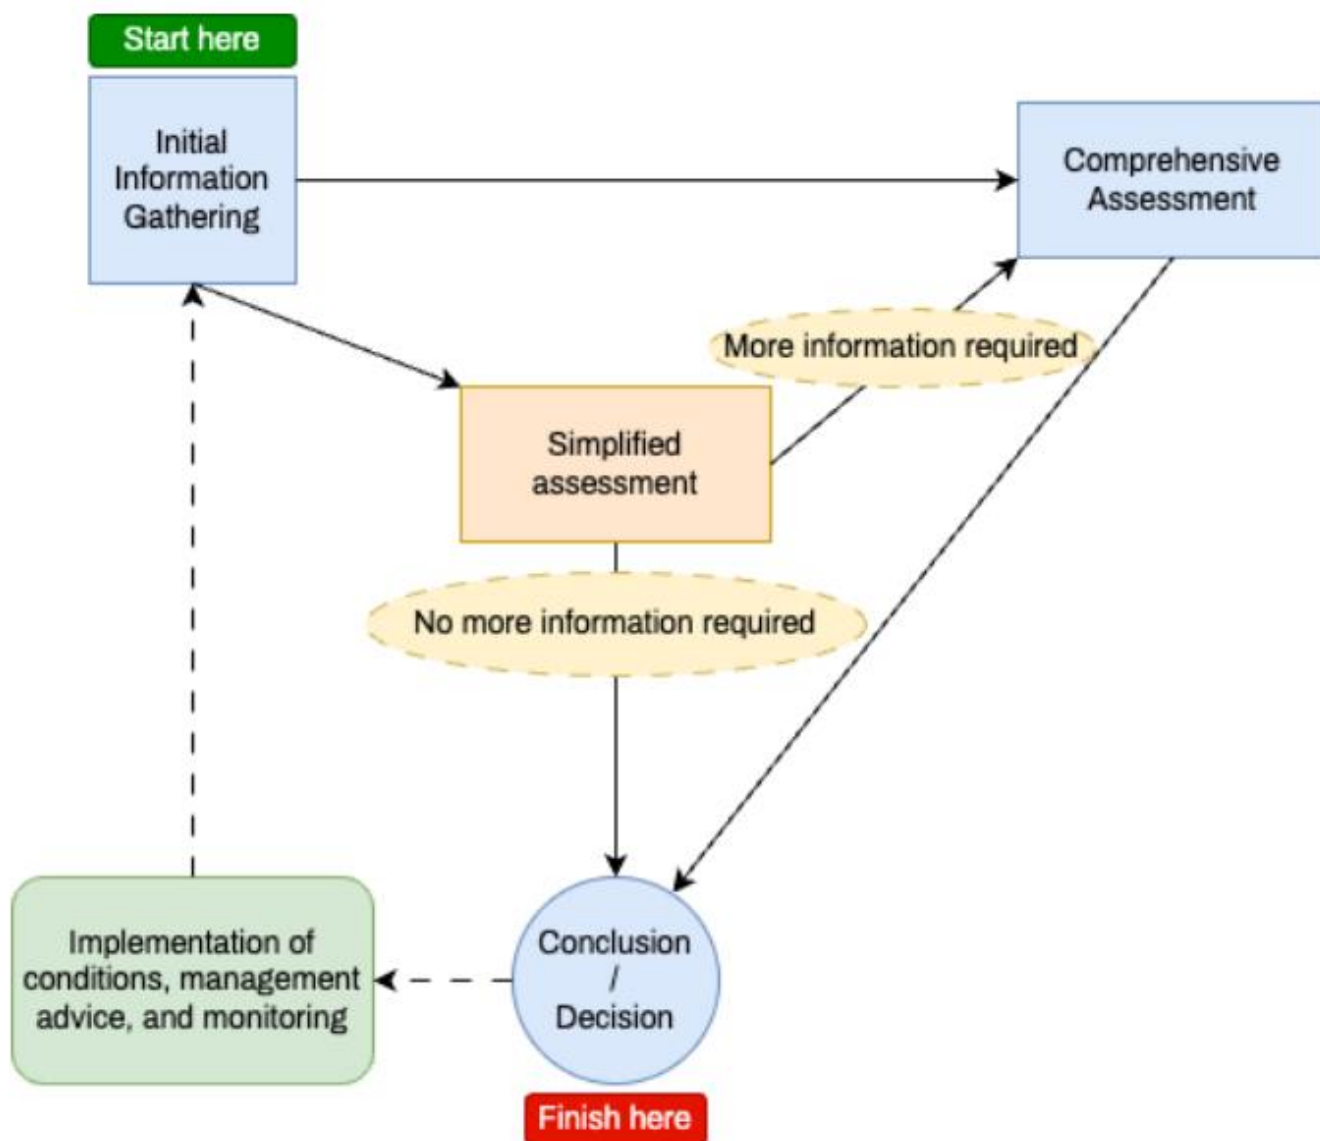 Start here
Initial
Information
Gathering
Comprehensive
Assessment
More information required
Simplified
assessment
No more information required
Implementation of
conditions, management
advice, and monitoring
Conclusion
/
Decision
Finish here